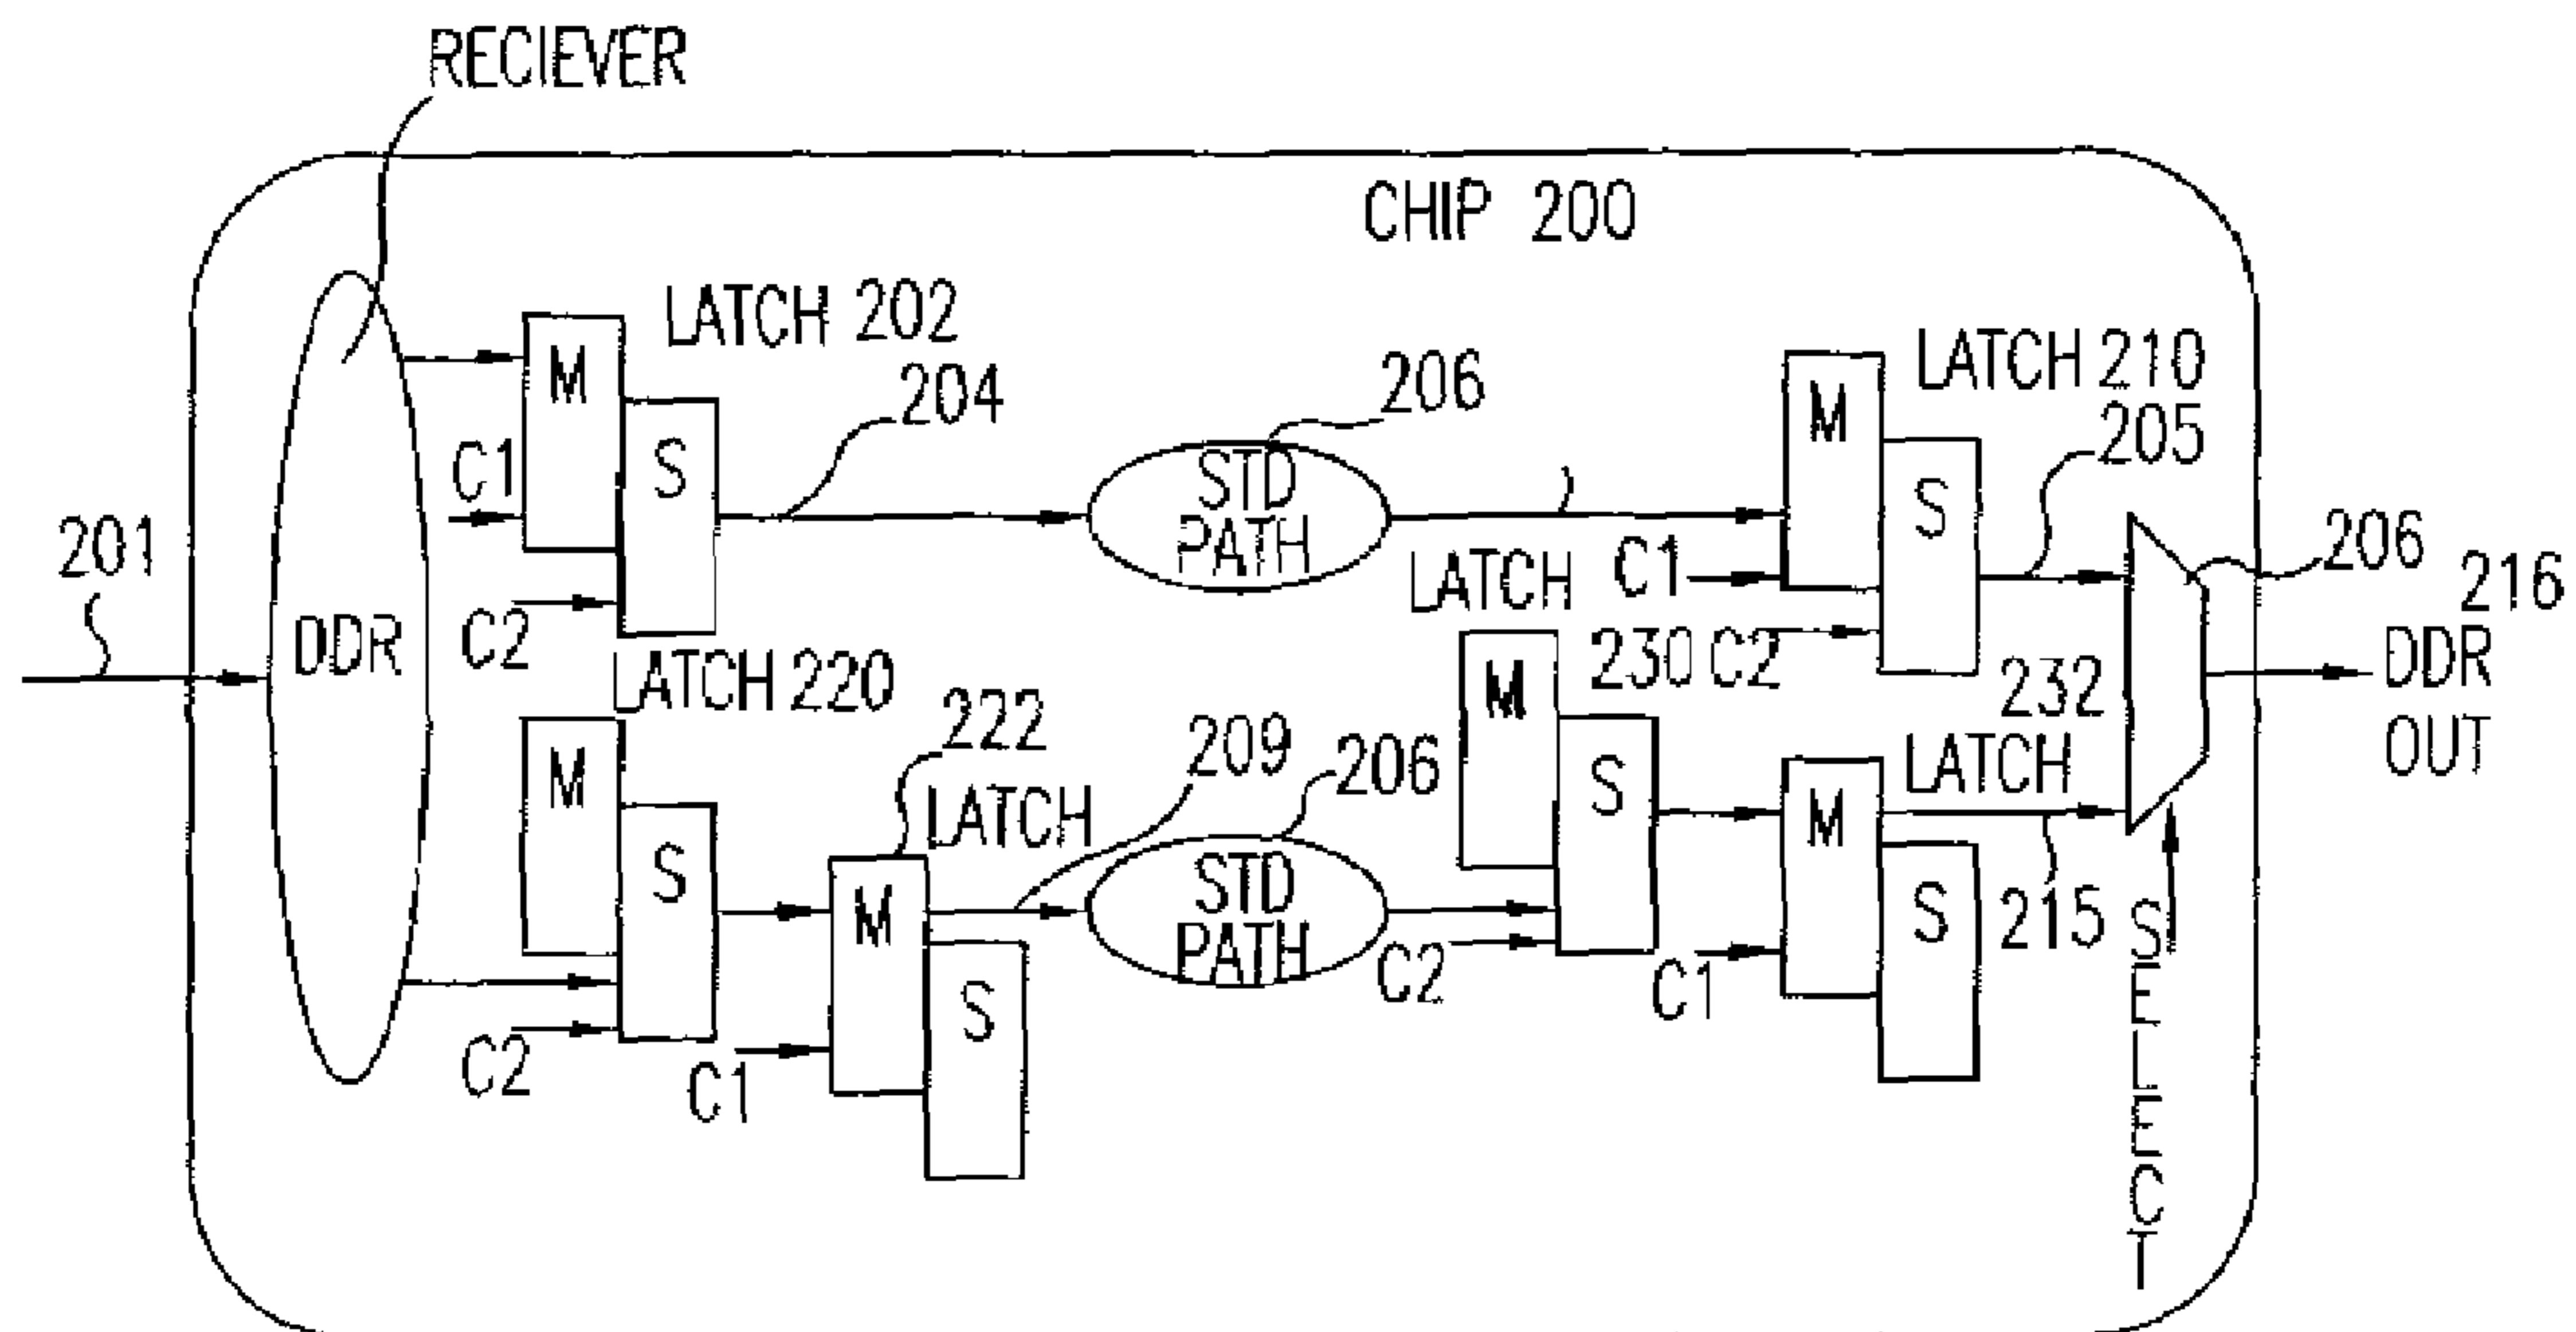 RECIEVER
CHIP 200
LATCH 202
M
S
C1
C2
204
206
STD
PATH
LATCH 210
M
S
C1
C2
205
206
201
DDR
216
DDR
OUT
LATCH 220
M
S
C2
222
LATCH
M
S
C1
209
206
STD
PATH
LATCH
230
M
S
C2
232
LATCH
M
S
C1
215
SELECT